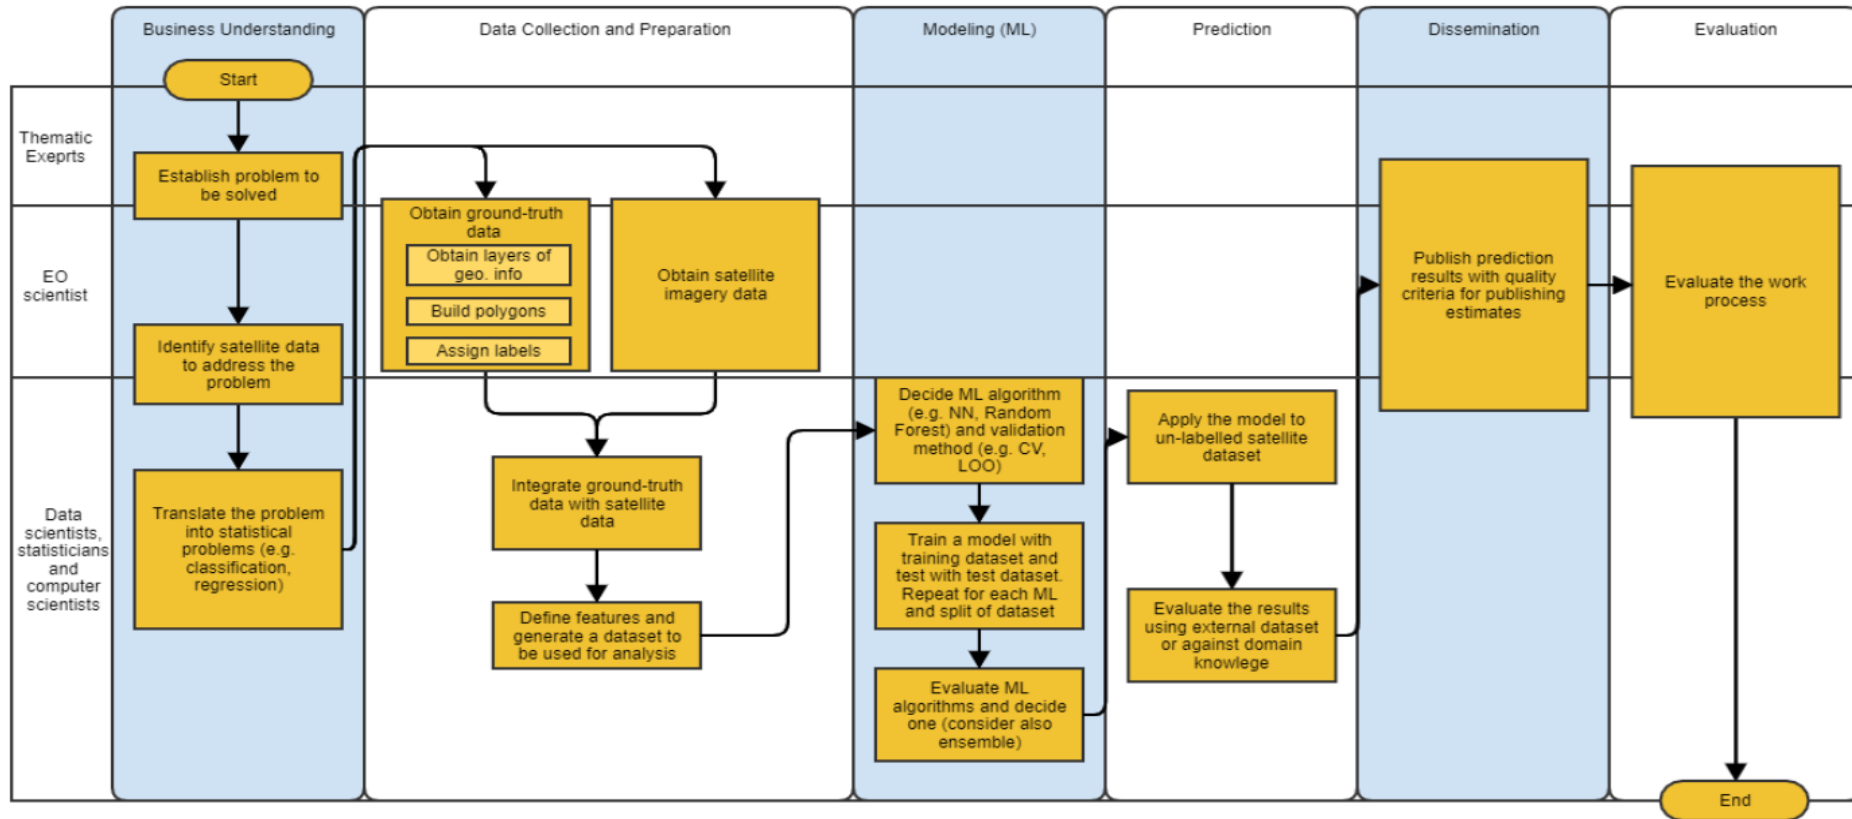 Business Understanding
Data Collection and Preparation
Modeling (ML)
Prediction
Dissemination
Evaluation
Start
Thematic
Exeprts
EO
scientist
Data
scientists,
statisticians
and
computer
scientists
Establish problem to
be solved
Identify satellite data
to address the
problem
Translate the problem
into statistical
problems (e.g.
classification,
regression)
Obtain ground-truth
data
Obtain layers of
geo. info
Build polygons
Assign labels
Obtain satellite
imagery data
Integrate ground-truth
data with satellite
data
Define features and
generate a dataset to
be used for analysis
Decide ML algorithm
(e.g. NN, Random
Forest) and validation
method (e.g. CV,
LOO)
Train a model with
training dataset and
test with test dataset.
Repeat for each ML
and split of dataset
Evaluate ML
algorithms and decide
one (consider also
ensemble)
Apply the model to
un-labelled satellite
dataset
Evaluate the results
using external dataset
or against domain
knowlege
Publish prediction
results with quality
criteria for publishing
estimates
Evaluate the work
process
End